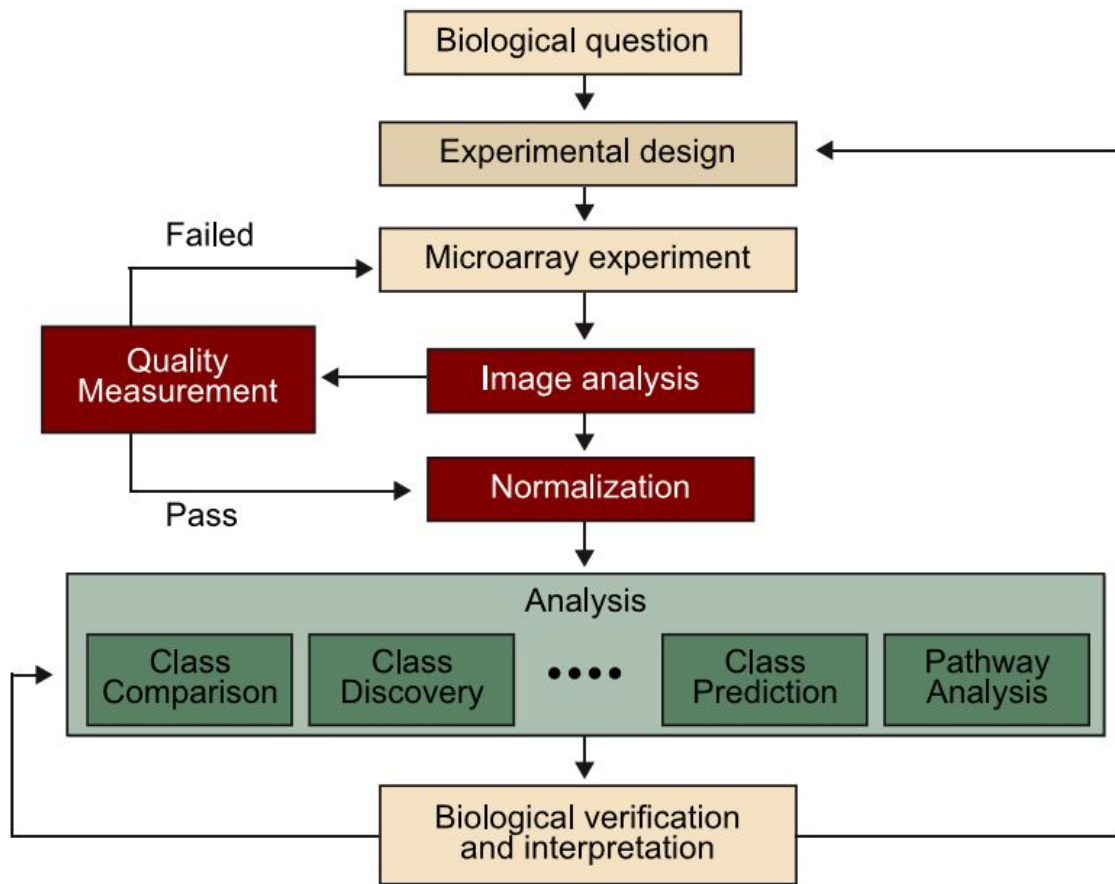 Biological question
Experimental design
Failed
Microarray experiment
Quality
Measurement
Image analysis
Normalization
Pass
Analysis
Class
Comparison
Class
Discovery
Class
Prediction
Pathway
Analysis
Biological verification
and interpretation